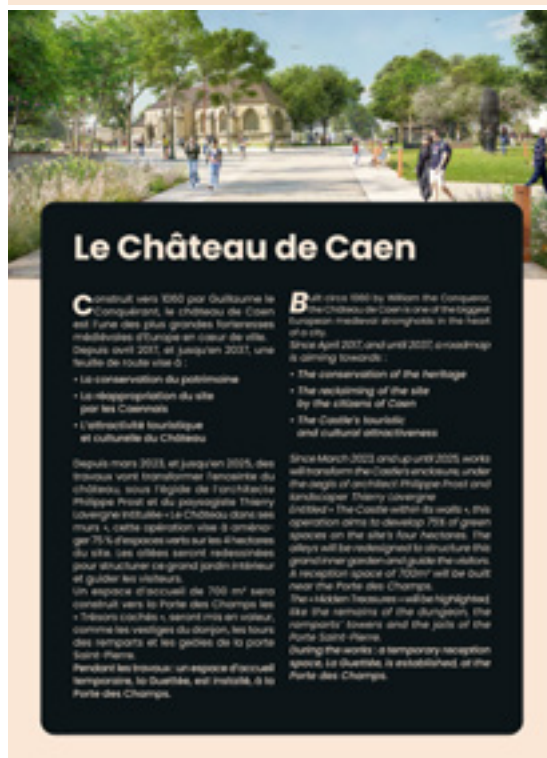 Le Château de Caen
Construit vers 1060 par Guillaume le
Conquérant, le château de Caen
est l'une des plus grandes forteresses
médiévales d'Europe en cœur de ville.
Depuis avril 2017, et jusqu'en 2037, une
feuille de route vise à :
• La conservation du patrimoine
• La réappropriation du site
par les Caennais
• L'attractivité touristique
et culturelle du Château
Depuis mars 2023, et jusqu'en 2025, des
travaux vont transformer l'enceinte du
château, sous l'égide de l'architecte
Philippe Prost et du paysagiste Thierry
Laverne intitulée « Le Château dans ses
murs », cette opération vise à aména-
ger 75 % d'espaces verts sur les 4 hectares
du site. Les allées seront redessinées
pour structurer ce grand jardin intérieur
et guider les visiteurs.
Un espace d'accueil de 700 m² sera
construit vers la Porte des Champs les
« Trésors cachés », seront mis en valeur,
comme les vestiges du donjon, les tours
des remparts et les geôles de la porte
Saint-Pierre.
Pendant les travaux : un espace d'accueil
temporaire, la Guettée, est installé, à la
Porte des Champs.
Built circa 1060 by William the Conqueror,
the Château de Caen is one of the biggest
European medieval strongholds in the heart
of a city.
Since April 2017, and until 2037, a roadmap
is aiming towards :
• The conservation of the heritage
• The reclaiming of the site
by the citizens of Caen
• The Castle's touristic
and cultural attractiveness
Since March 2023, and up until 2025, works
will transform the Castle's enclosure, under
the aegis of architect Philippe Prost and
landscaper Thierry Laverne
Entitled « The Castle within its walls », this
operation aims to develop 75% of green
spaces on the site's four hectares. The
alleys will be redesigned to structure this
grand inner garden and guide the visitors.
A reception space of 700m² will be built
near the Porte des Champs.
The « Hidden Treasures » will be highlighted,
like the remains of the dungeon, the
ramparts' towers and the jails of the
Porte Saint-Pierre.
During the works : a temporary reception
space, La Guettée, is established, at the
Porte des Champs.